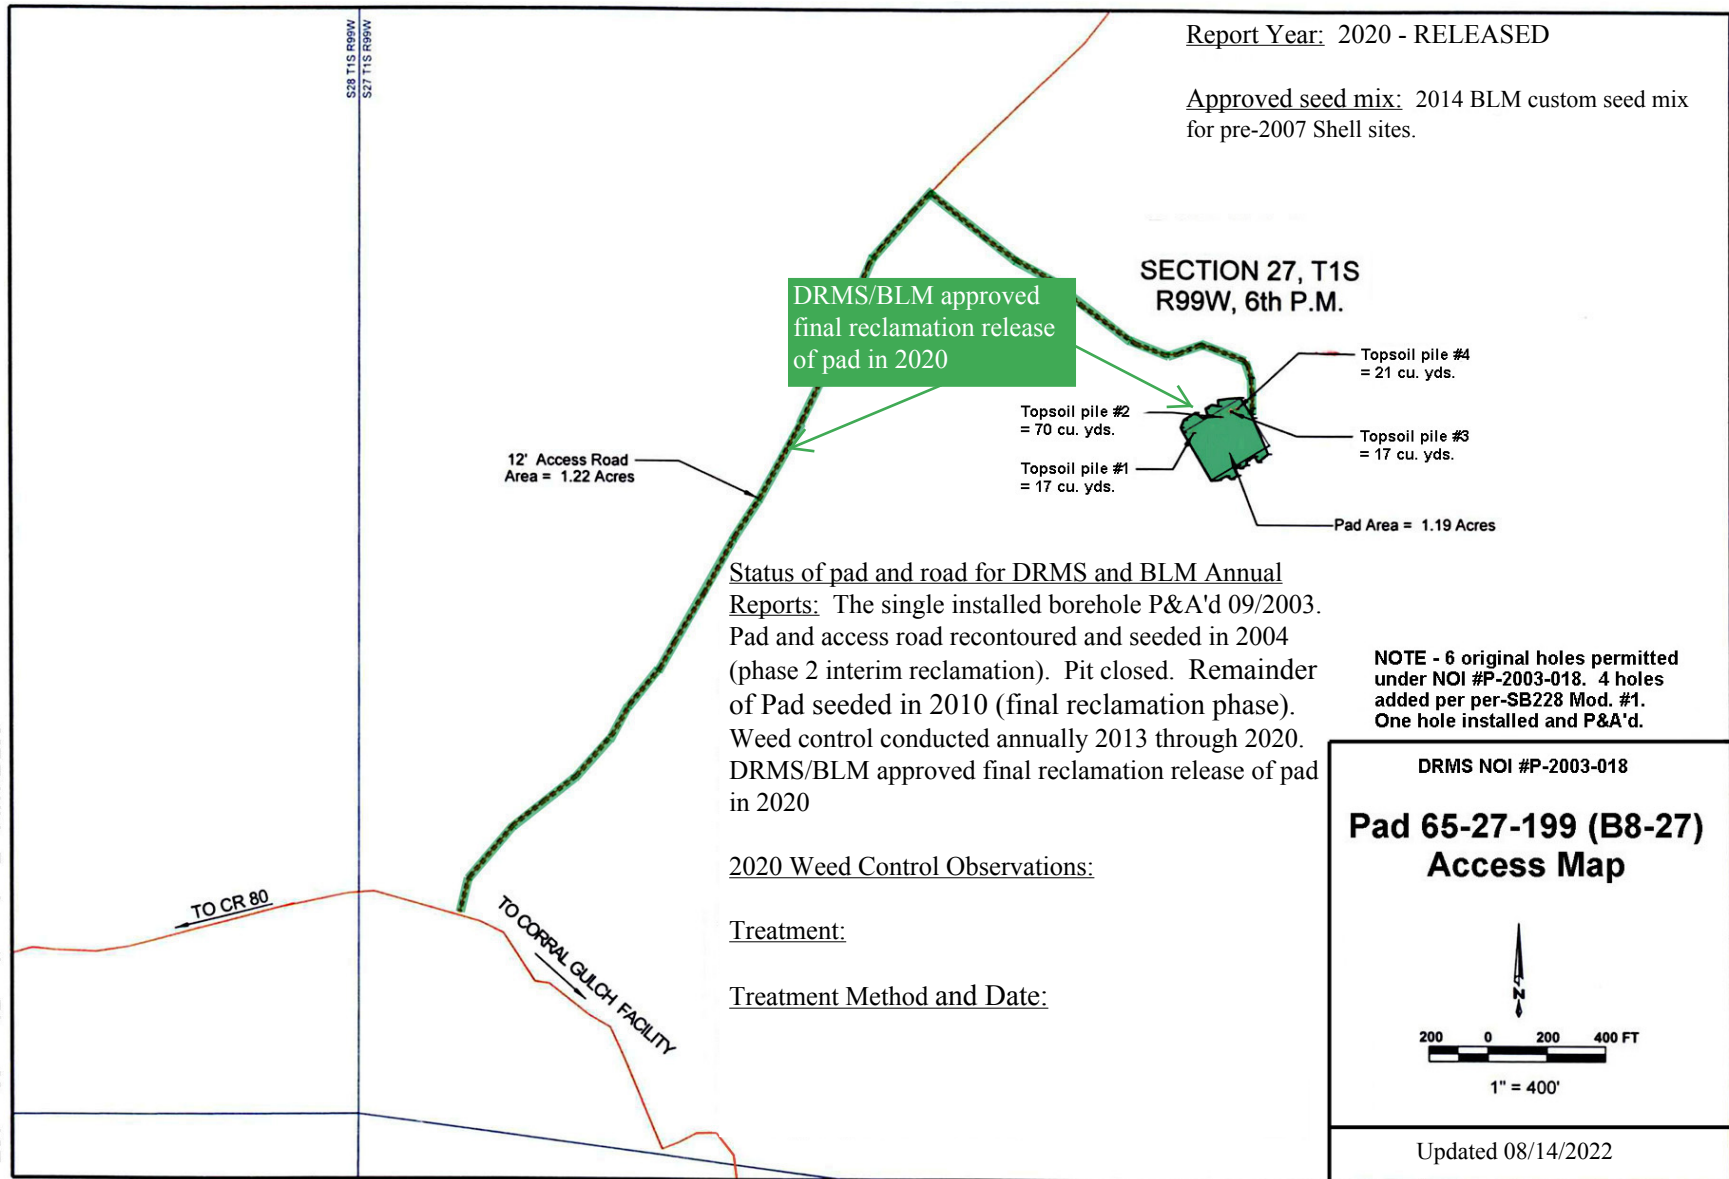 S28 T1S R99W
S27 T1S R99W
Report Year: 2020 - RELEASED
Approved seed mix: 2014 BLM custom seed mix
for pre-2007 Shell sites.
SECTION 27, T1S
R99W, 6th P.M.
DRMS/BLM approved
final reclamation release
of pad in 2020
Topsoil pile #4
= 21 cu. yds.
Topsoil pile #2
= 70 cu. yds.
Topsoil pile #3
= 17 cu. yds.
Topsoil pile #1
= 17 cu. yds.
12' Access Road
Area = 1.22 Acres
Pad Area = 1.19 Acres
Status of pad and road for DRMS and BLM Annual
Reports: The single installed borehole P&A'd 09/2003.
Pad and access road recontoured and seeded in 2004
(phase 2 interim reclamation). Pit closed. Remainder
of Pad seeded in 2010 (final reclamation phase).
Weed control conducted annually 2013 through 2020.
DRMS/BLM approved final reclamation release of pad
in 2020
2020 Weed Control Observations:
Treatment:
Treatment Method and Date:
TO CR 80
TO CORRAL GULCH FACILITY
NOTE - 6 original holes permitted
under NOI #P-2003-018. 4 holes
added per per-SB228 Mod. #1.
One hole installed and P&A'd.
DRMS NOI #P-2003-018
Pad 65-27-199 (B8-27)
Access Map
N
200 0 200 400 FT
1" = 400'
Updated 08/14/2022